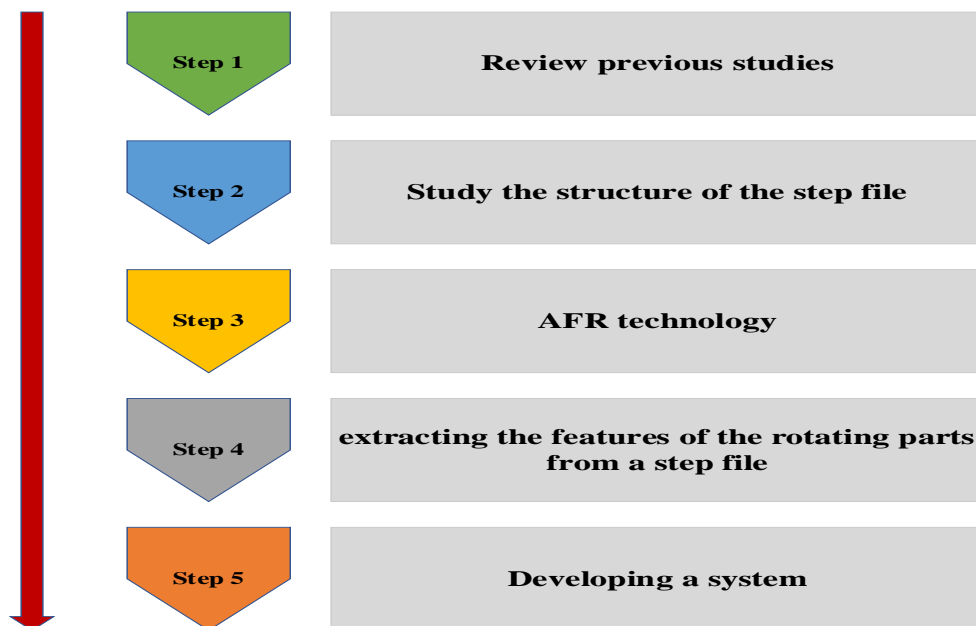 Step 1
Review previous studies
Step 2
Study the structure of the step file
Step 3
AFR technology
Step 4
extracting the features of the rotating parts
from a step file
Step 5
Developing a system